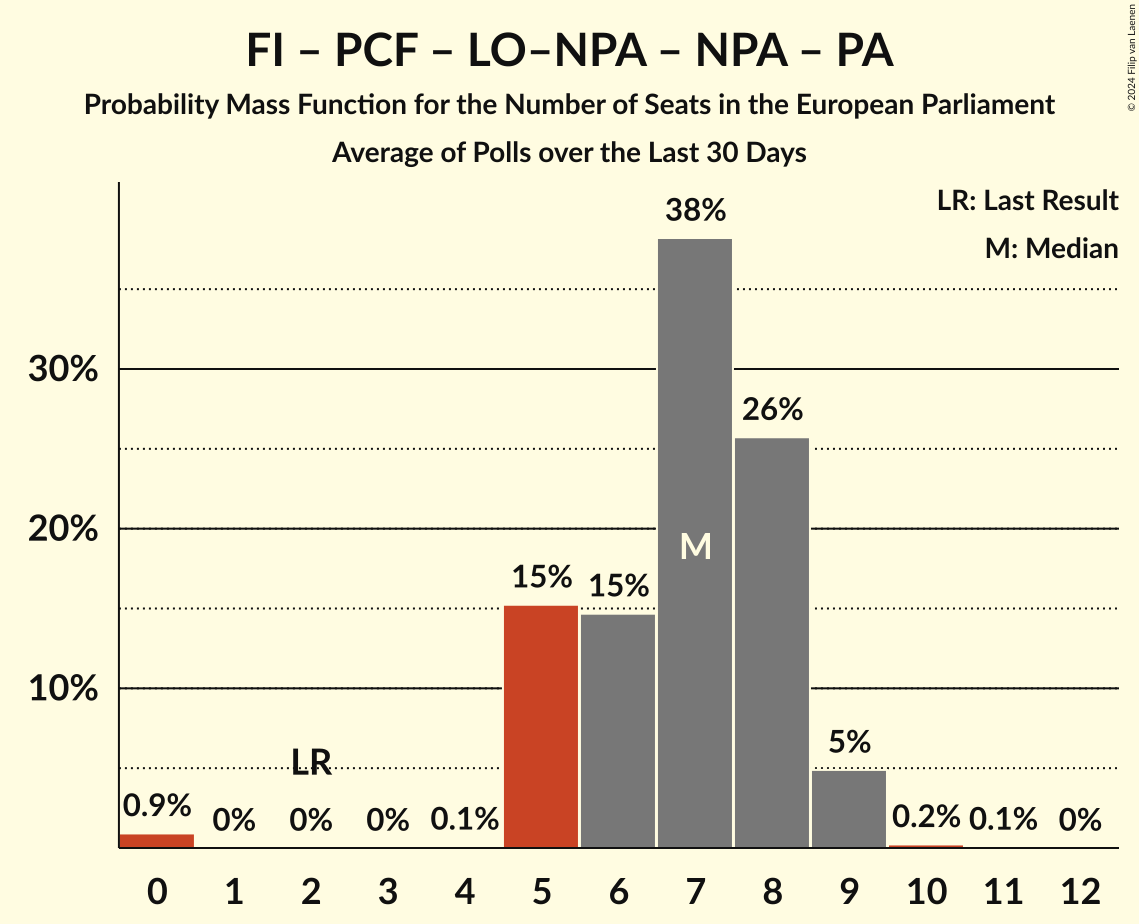 FI – PCF – LO–NPA – NPA – PA
Probability Mass Function for the Number of Seats in the European Parliament
Average of Polls over the Last 30 Days
© 2024 Filip van Laenen
LR: Last Result
M: Median
38%
30%
26%
20%
M
15%
15%
10%
LR
5%
0.9%
0%
0%
0%
0.1%
0.2%
0.1%
0%
0 1 2 3 4 5 6 7 8 9 10 11 12